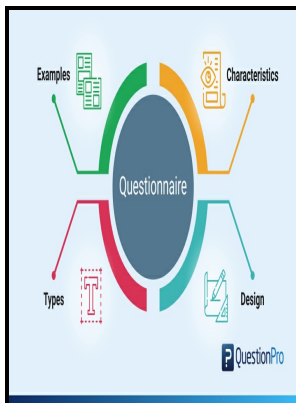 Examples
Characteristics
Questionnaire
Types
T
Design
QuestionPro